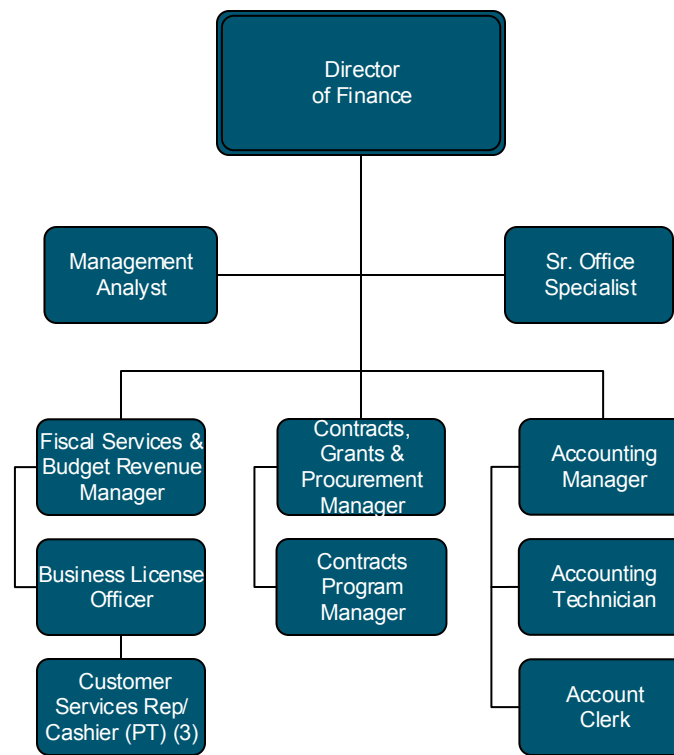 Director
of Finance
Management
Analyst
Sr. Office
Specialist
Fiscal Services &
Budget Revenue
Manager
Contracts,
Grants &
Procurement
Manager
Accounting
Manager
Business License
Officer
Contracts
Program
Manager
Accounting
Technician
Customer
Services Rep/
Cashier (PT) (3)
Account
Clerk